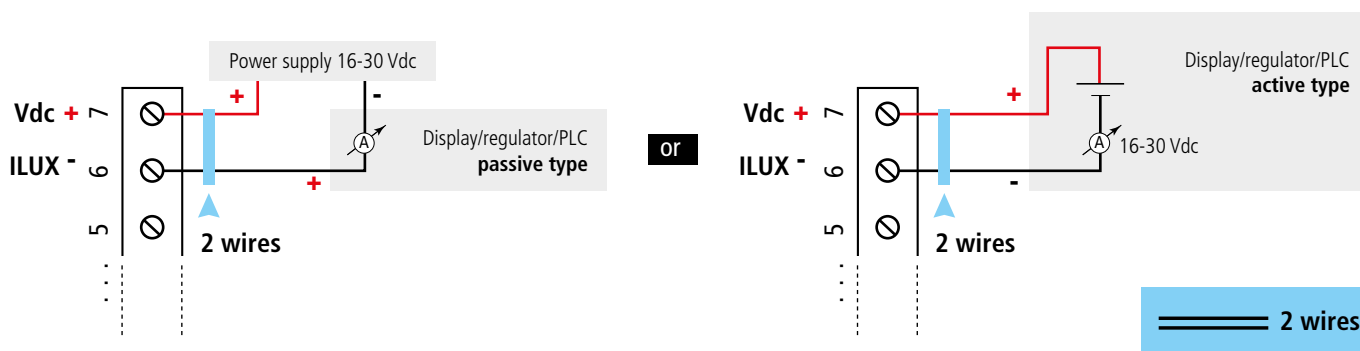 Power supply 16-30 Vdc
+
-
Vdc + 7
Display/regulator/PLC
passive type
A
ILUX - 6
+
5
2 wires
or
Display/regulator/PLC
active type
+
Vdc + 7
A
16-30 Vdc
ILUX - 6
-
5
2 wires
2 wires